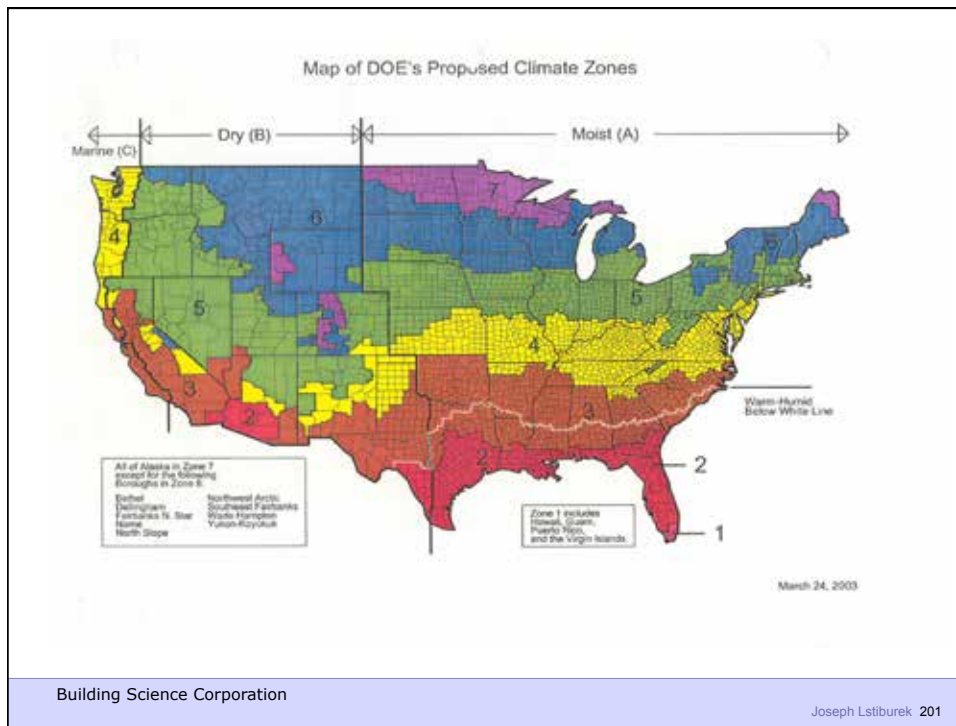 Map of DOE's Proposed Climate Zones
Marine (C)
Dry (B)
Moist (A)
7
6
6
4
5
5
4
3
3
2
2
Warm-Humid
Below White Line
2
1
All of Alaska in Zone 7
except for the following
Boroughs in Zone 8:
Bethel
Dellingham
Fairbanks N. Star
Nome
North Slope
Northwest Arctic
Southeast Fairbanks
Wade Hampton
Yukon-Koyukuk
Zone 1 includes
Hawaii, Guam,
Puerto Rico,
and the Virgin Islands
March 24, 2003
Building Science Corporation
Joseph Lstiburek 201